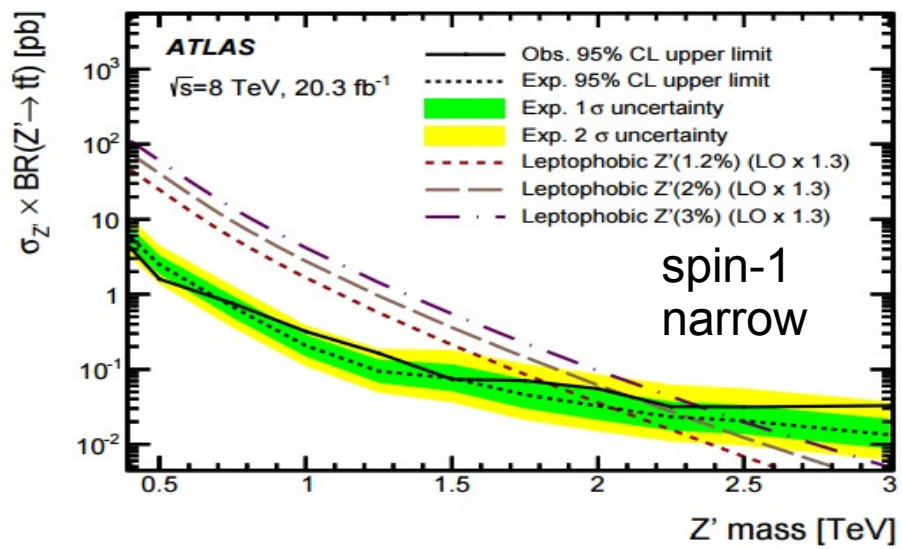 ATLAS
√s=8 TeV, 20.3 fb⁻¹
Obs. 95% CL upper limit
Exp. 95% CL upper limit
Exp. 1 σ uncertainty
Exp. 2 σ uncertainty
Leptophobic Z'(1.2%) (LO x 1.3)
Leptophobic Z'(2%) (LO x 1.3)
Leptophobic Z'(3%) (LO x 1.3)
spin-1
narrow
σZ' × BR(Z'→ tt̄) [pb]
10³
10²
10
1
10⁻¹
10⁻²
0.5 1 1.5 2 2.5 3
Z' mass [TeV]